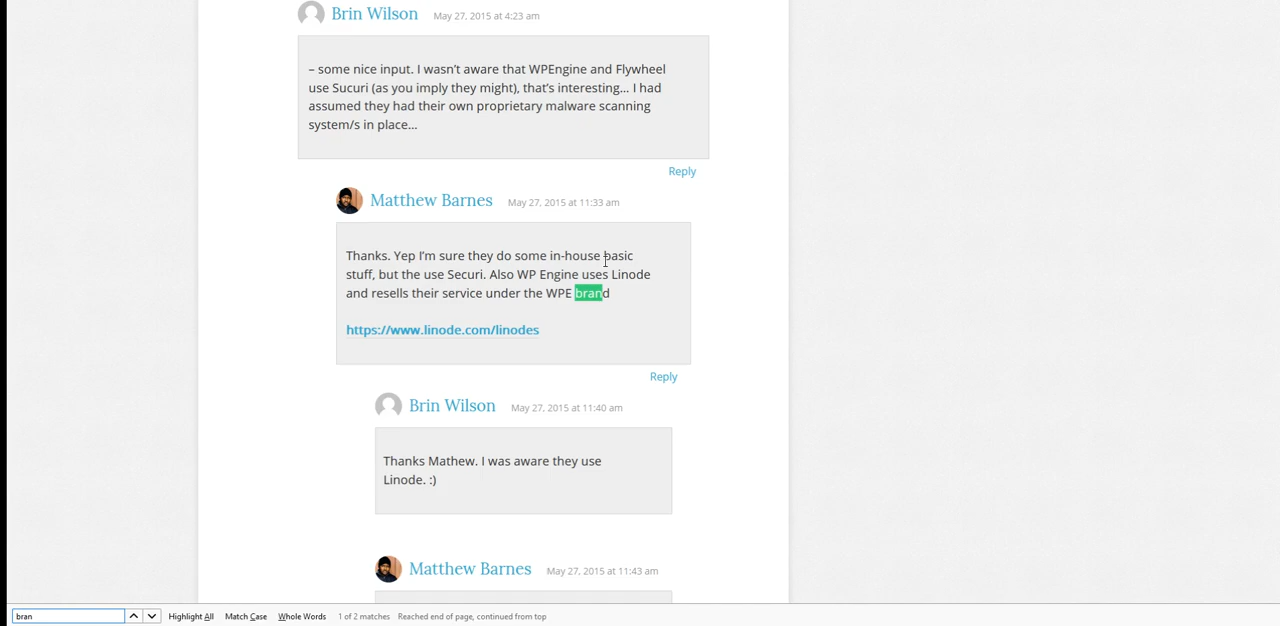 Brin Wilson May 27, 2015 at 4:23 am
– some nice input. I wasn't aware that WPEngine and Flywheel
use Sucuri (as you imply they might), that's interesting... I had
assumed they had their own proprietary malware scanning
system/s in place...
Reply
Matthew Barnes May 27, 2015 at 11:33 am
Thanks. Yep I'm sure they do some in-house basic
stuff, but the use Securi. Also WP Engine uses Linode
and resells their service under the WPE brand
https://www.linode.com/linodes
Reply
Brin Wilson May 27, 2015 at 11:40 am
Thanks Mathew. I was aware they use
Linode. :)
Matthew Barnes May 27, 2015 at 11:43 am
bran Highlight All Match Case Whole Words 1 of 2 matches Reached end of page, continued from top